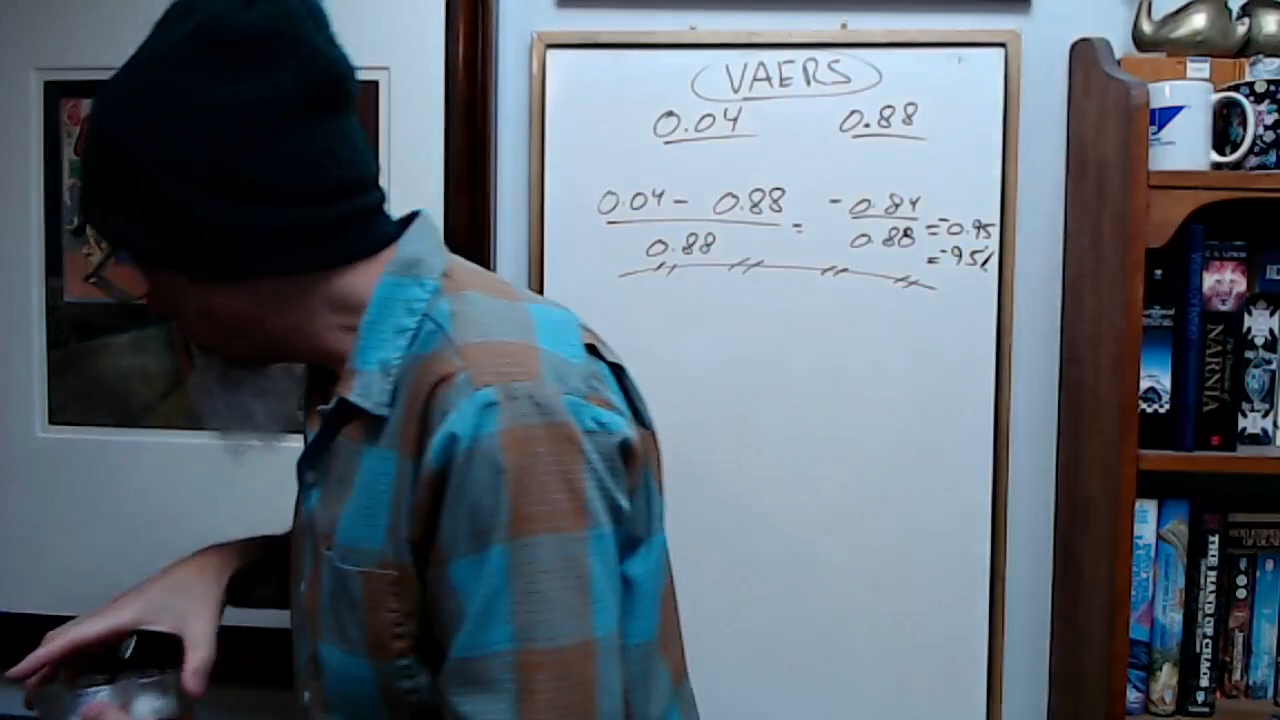 VAERS
0.04 0.88
0.04 - 0.88 = -0.84 = -0.95
0.88 0.88 = -95%
C. S. LEWIS
NARNIA
THE HAND OF CHAOS